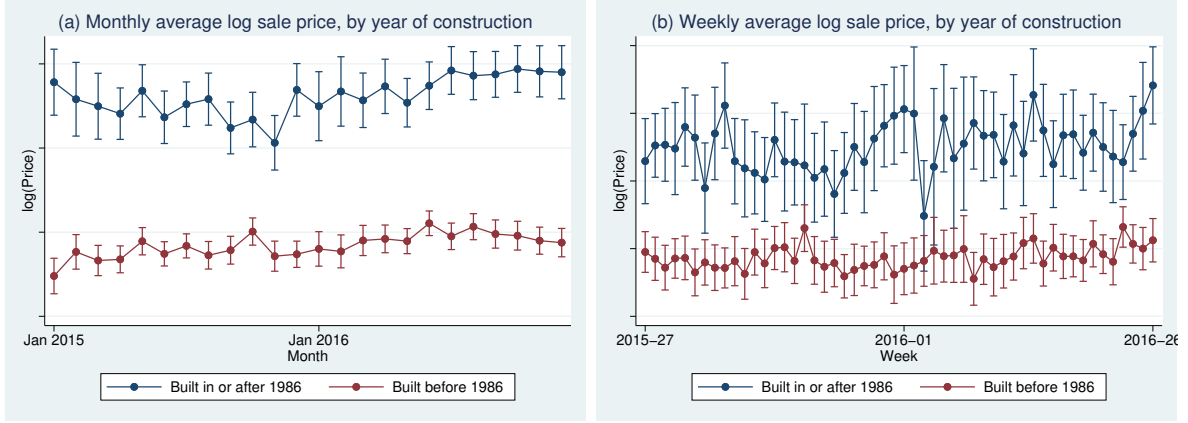 (a) Monthly average log sale price, by year of construction
log(Price)
Jan 2015
Jan 2016
Month
Built in or after 1986
Built before 1986
(b) Weekly average log sale price, by year of construction
log(Price)
2015–27
2016–01
2016–26
Week
Built in or after 1986
Built before 1986